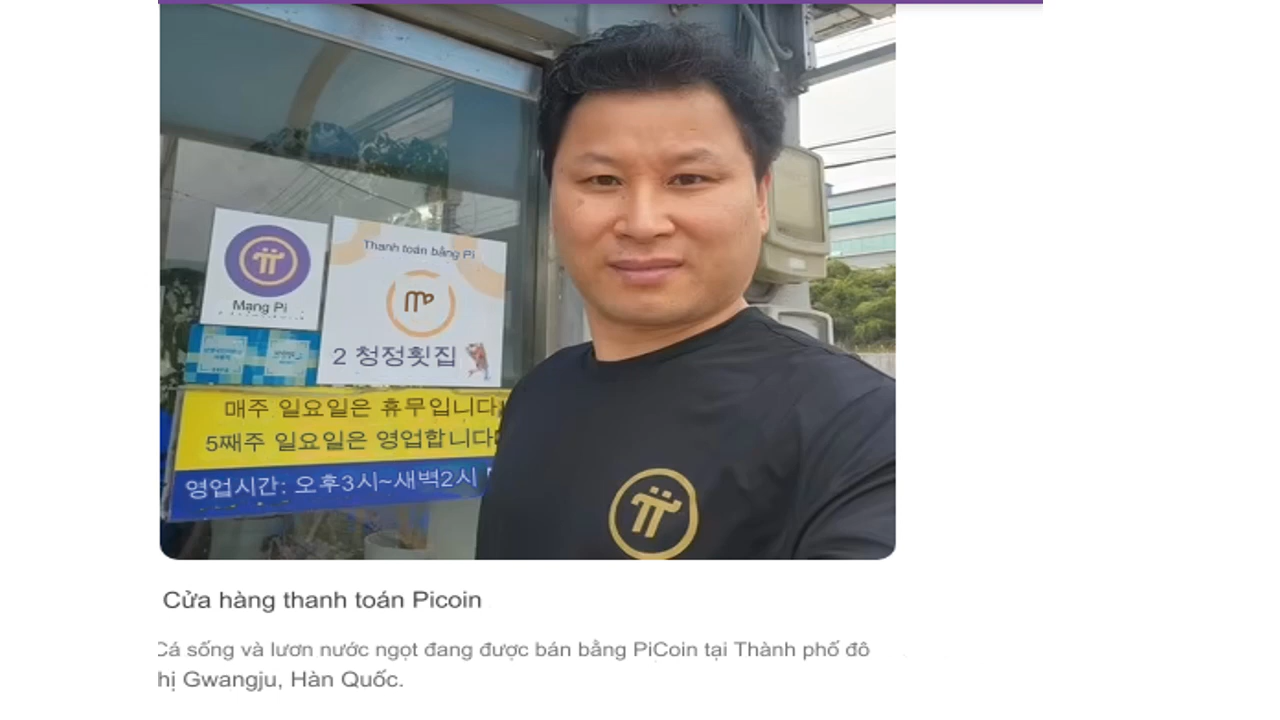 Mạng Pi
Thanh toán bằng Pi
2 청정횟집
매주 일요일은 휴무입니다
5째주 일요일은 영업합니다
영업시간: 오후3시~새벽2시
Cửa hàng thanh toán Picoin
Cá sống và lươn nước ngọt đang được bán bằng PiCoin tại Thành phố đô
hị Gwangju, Hàn Quốc.